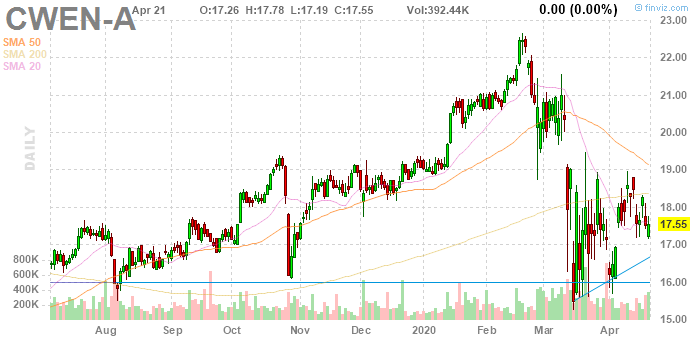 CWEN-A Apr 21 O:17.26 H:17.78 L:17.19 C:17.55 Vol:392.44K 0.00 (0.00%) © finviz.com
SMA 50
SMA 200
SMA 20
DAILY
23.00
22.00
21.00
20.00
19.00
18.00
17.55
17.00
16.00
15.00
800K
600K
400K
200K
Aug Sep Oct Nov Dec 2020 Feb Mar Apr